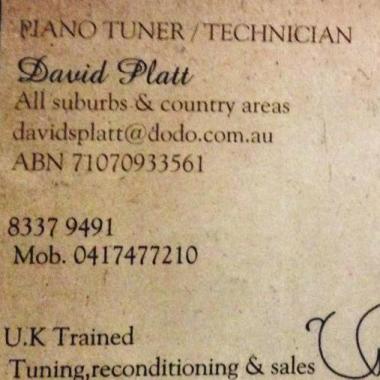 PIANO TUNER / TECHNICIAN
David Platt
All suburbs & country areas
davidsplatt@dodo.com.au
ABN 71070933561
8337 9491
Mob. 0417477210
U.K Trained
Tuning,reconditioning & sales